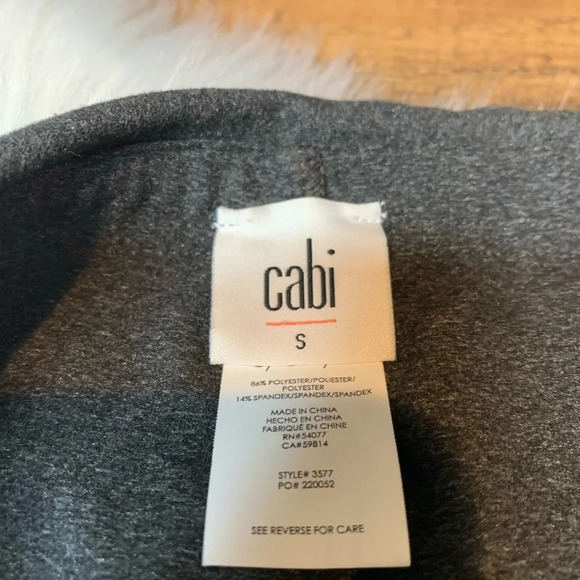 cabi
S
86% POLYESTER/POLIESTER/
POLYESTER
14% SPANDEX/SPANDEX/SPANDEX
MADE IN CHINA
HECHO EN CHINA
FABRIQUÉ EN CHINE
RN#54077
CA#59814
STYLE# 3577
PO# 220052
SEE REVERSE FOR CARE